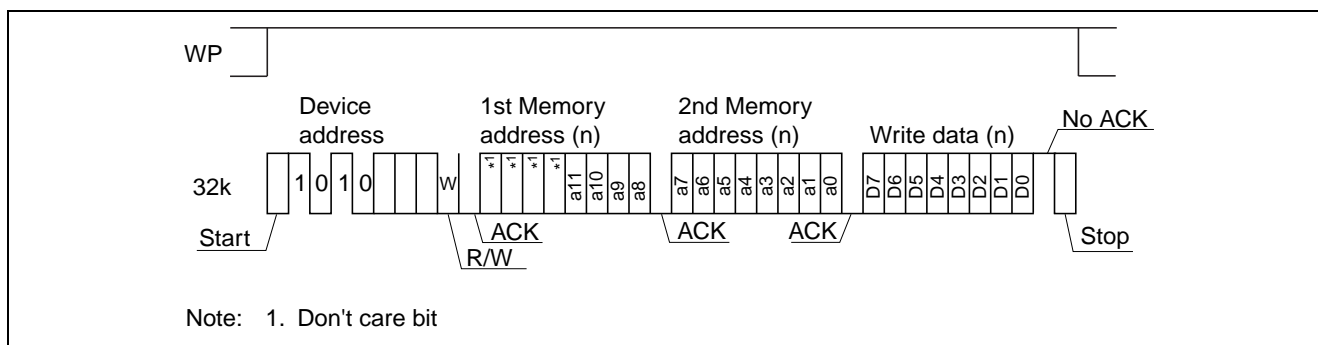 WP
Device address
1st Memory address (n)
2nd Memory address (n)
Write data (n)
No ACK
32k
1 0 1 0
W
*1 *1 *1 *1 a11 a10 a9 a8
a7 a6 a5 a4 a3 a2 a1 a0
D7 D6 D5 D4 D3 D2 D1 D0
Start
ACK
ACK
ACK
Stop
R/W
Note: 1. Don't care bit